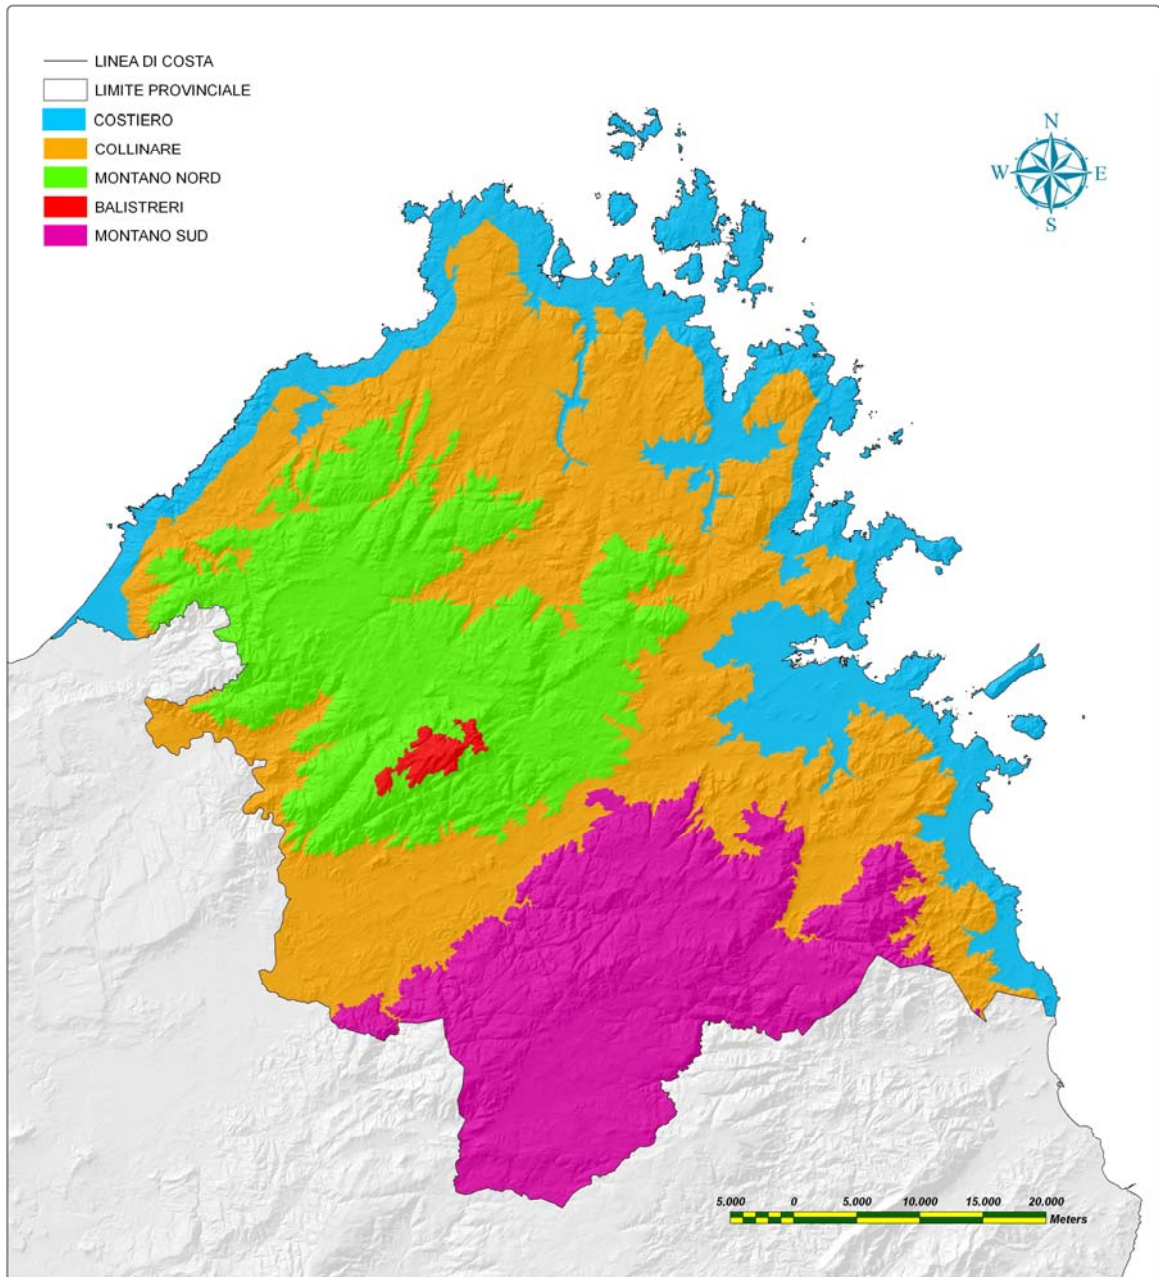 LINEA DI COSTA
LIMITE PROVINCIALE
COSTIERO
COLLINARE
MONTANO NORD
BALISTRERI
MONTANO SUD
N
W E
S
5.000 0 5.000 10.000 15.000 20.000
Meters